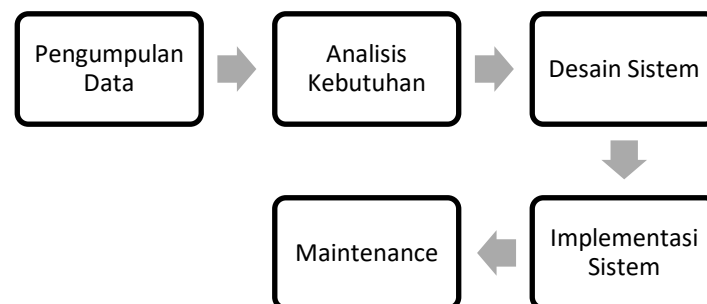 Pengumpulan
Data
Analisis
Kebutuhan
Desain Sistem
Implementasi
Sistem
Maintenance